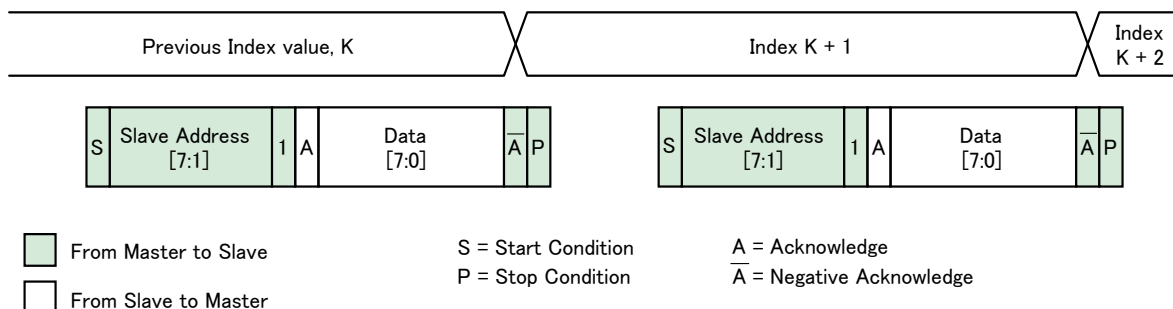 Previous Index value, K
Index K + 1
Index
K + 2
S
Slave Address
[7:1]
1
A
Data
[7:0]
A̅
P
S
Slave Address
[7:1]
1
A
Data
[7:0]
A̅
P
From Master to Slave
From Slave to Master
S = Start Condition
P = Stop Condition
A = Acknowledge
A̅ = Negative Acknowledge